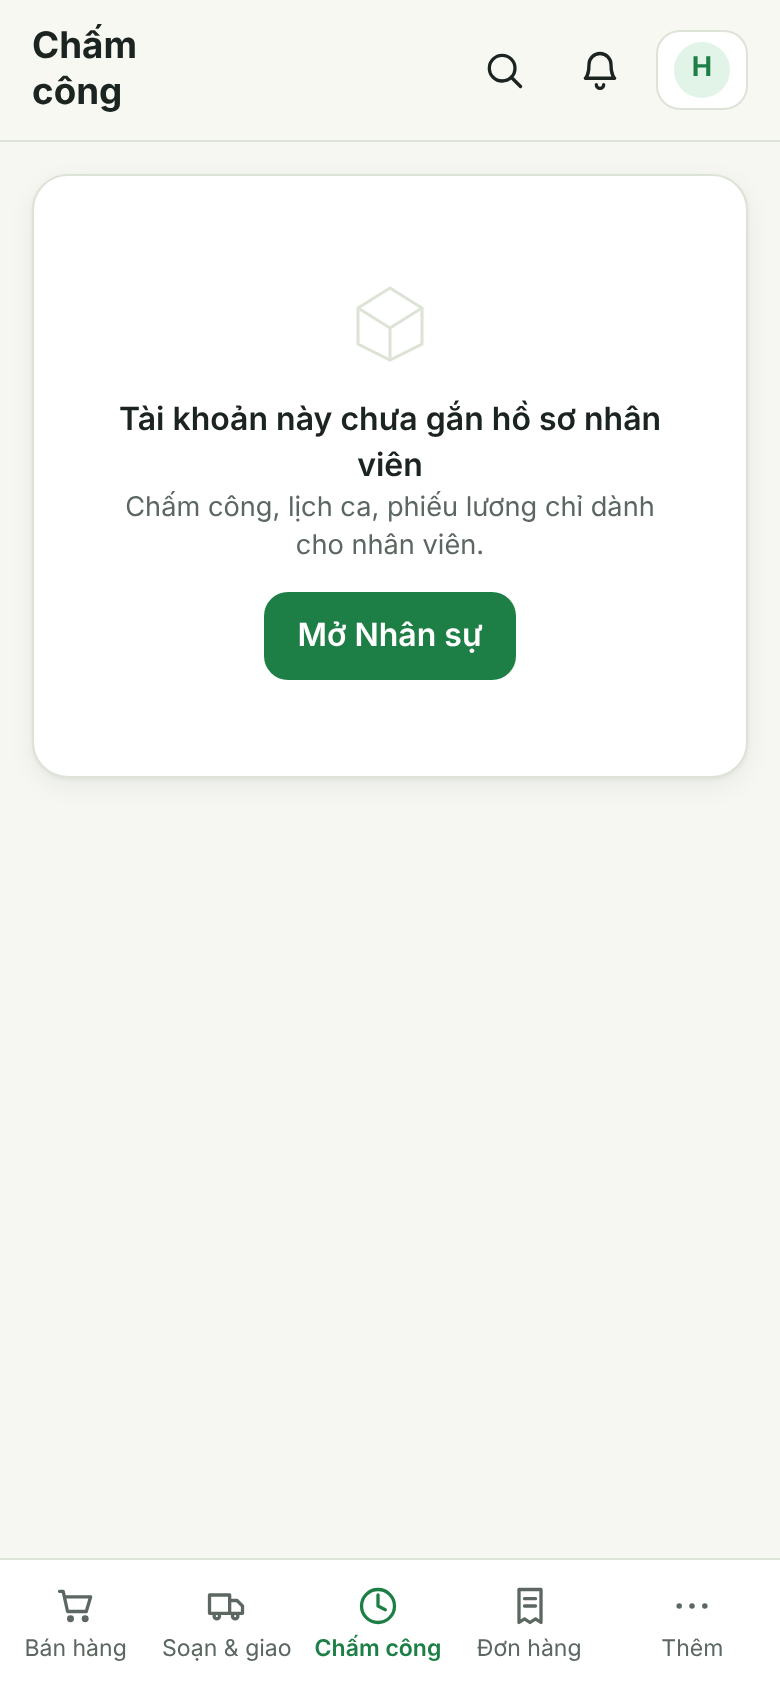 Chấm
công
H
Tài khoản này chưa gắn hồ sơ nhân
viên
Chấm công, lịch ca, phiếu lương chỉ dành
cho nhân viên.
Mở Nhân sự
Bán hàng
Soạn & giao
Chấm công
Đơn hàng
Thêm